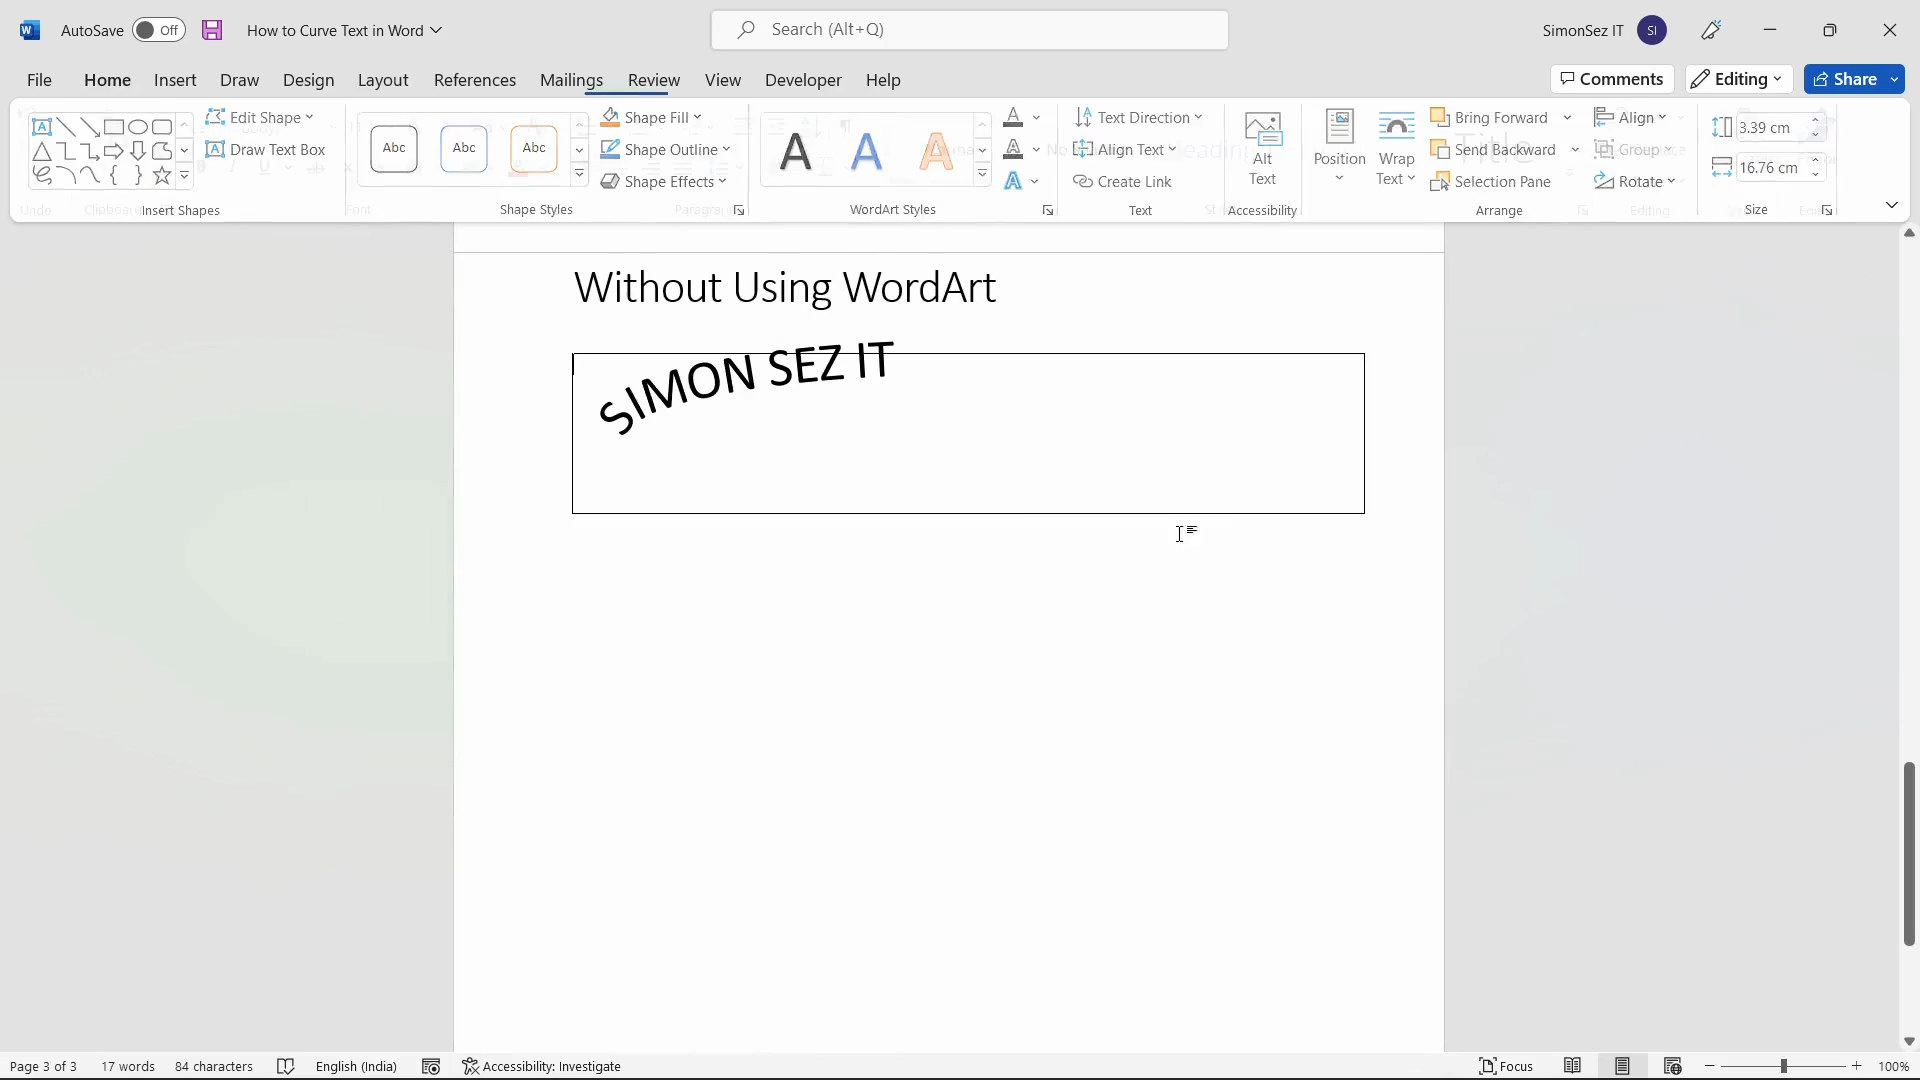 AutoSave Off How to Curve Text in Word Search (Alt+Q) SimonSez IT SI
File Home Insert Draw Design Layout References Mailings Review View Developer Help Comments Editing Share
Edit Shape Abc Abc Abc Shape Fill A A A Text Direction Alt Text Position Wrap Text Bring Forward Align 3.39 cm
Draw Text Box Shape Outline Align Text Send Backward Group 16.76 cm
Shape Effects Create Link Selection Pane Rotate
Insert Shapes Shape Styles WordArt Styles Text Accessibility Arrange Size
Without Using WordArt
SIMON SEZ IT
Page 3 of 3 17 words 84 characters English (India) Accessibility: Investigate Focus 100%